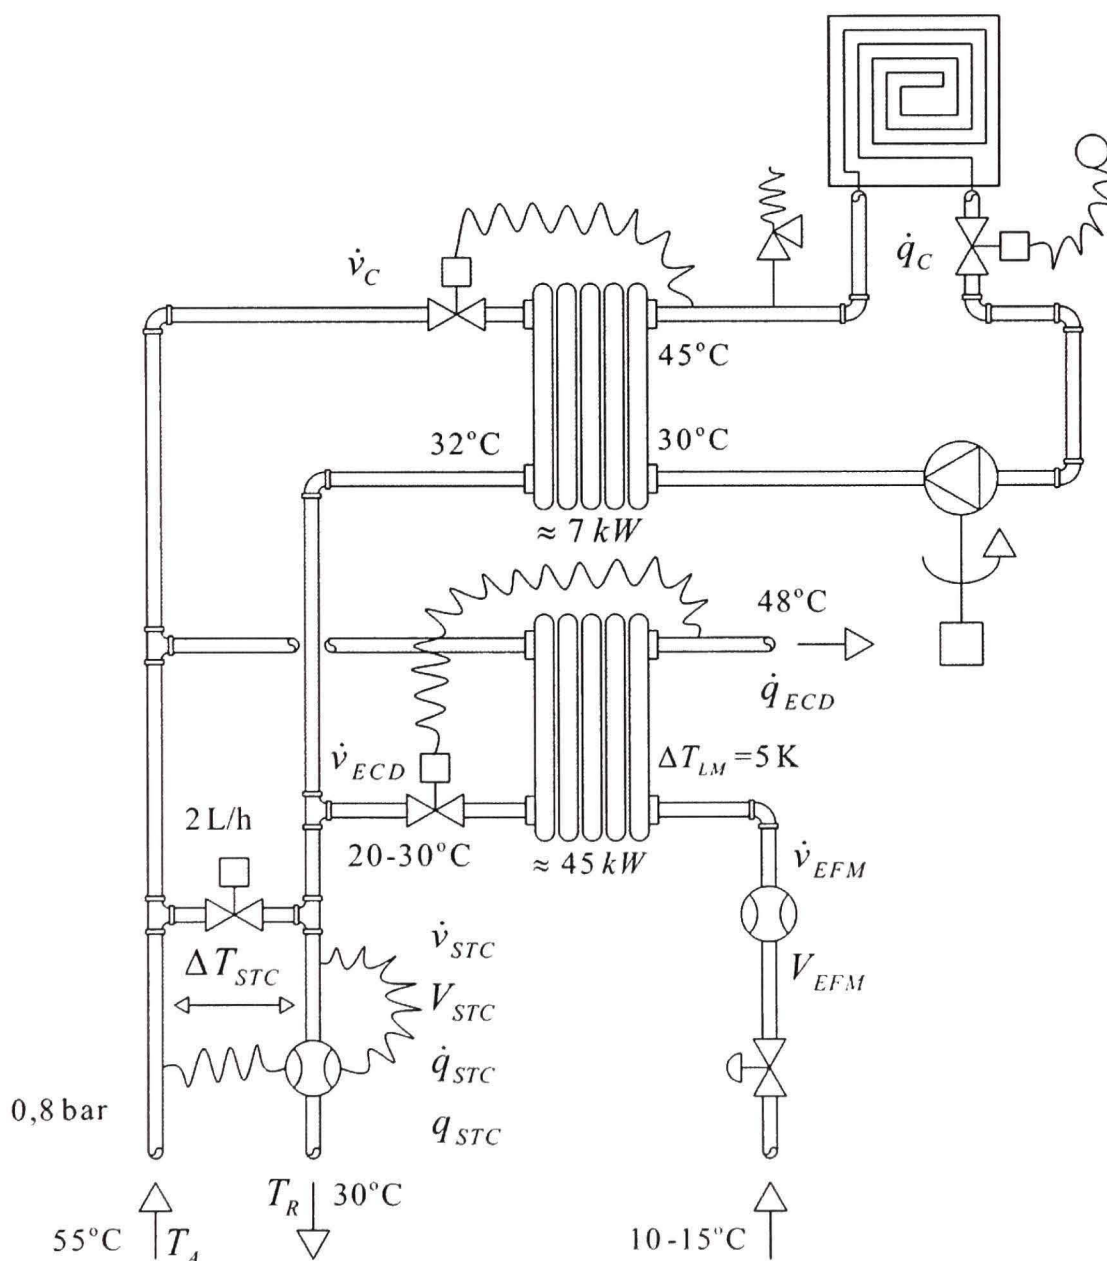 v̇_C
q̇_C
45°C
32°C
30°C
≈ 7 kW
48°C
q̇_ECD
v̇_ECD
ΔT_LM = 5 K
2 L/h
20-30°C
≈ 45 kW
v̇_EFM
v̇_STC
ΔT_STC
V_STC
V_EFM
q̇_STC
0,8 bar
q_STC
T_R
30°C
55°C
T_A
10-15°C